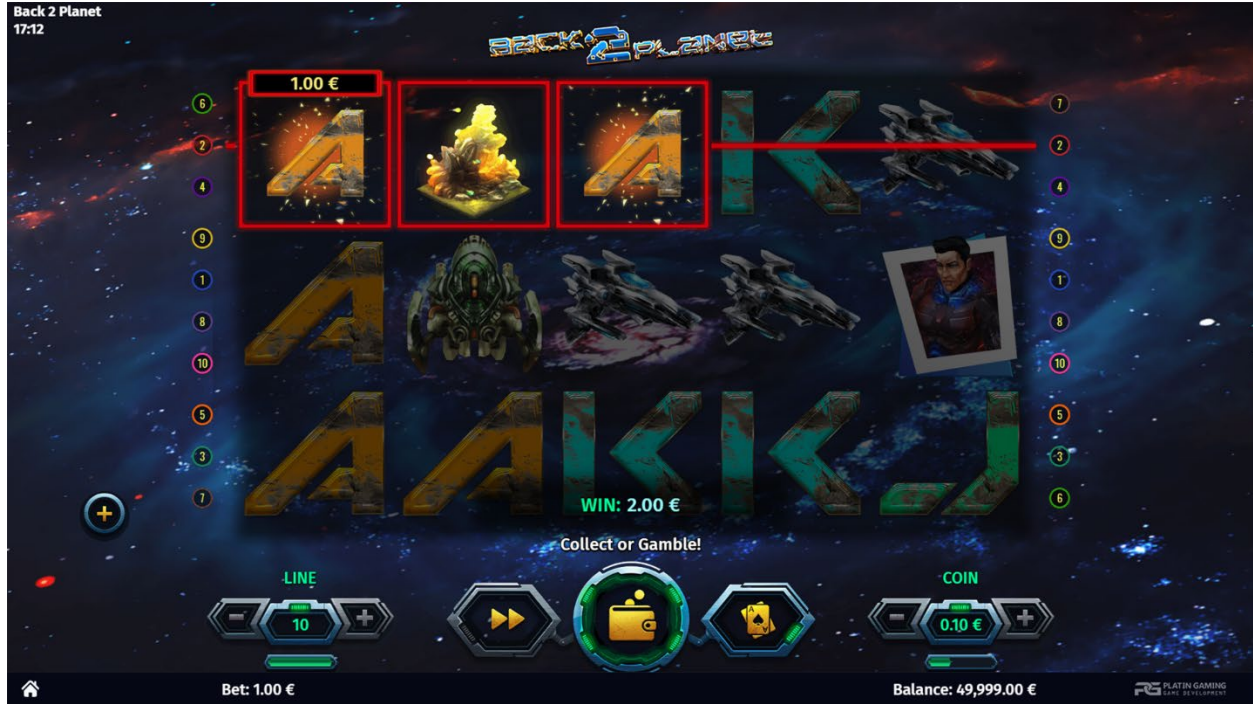 Back 2 Planet
17:12
BACK 2 PLANET
1.00 €
A
A
K
6
2
4
9
1
8
10
5
3
7
7
2
4
9
1
8
10
5
3
6
A
A
A
K
K
J
WIN: 2.00 €
Collect or Gamble!
LINE
COIN
- 10 +
- 0.10 € +
+
A
A
Bet: 1.00 €
Balance: 49,999.00 €
PG PLATIN GAMING
GAME DEVELOPMENT